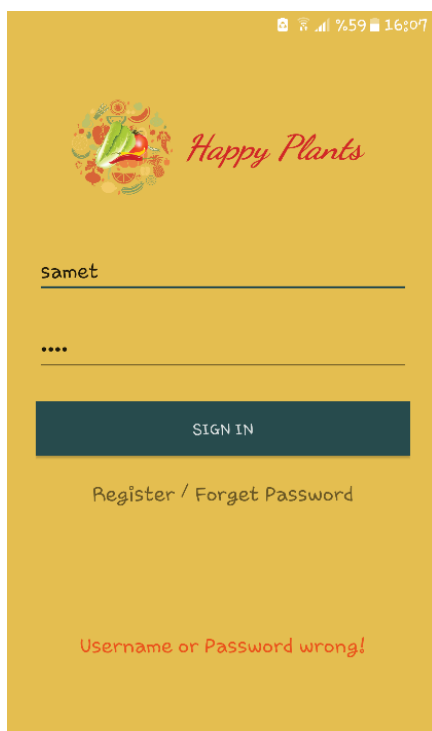 %59 16:07
Happy Plants
samet
••••
SIGN IN
Register / Forget Password
Username or Password wrong!